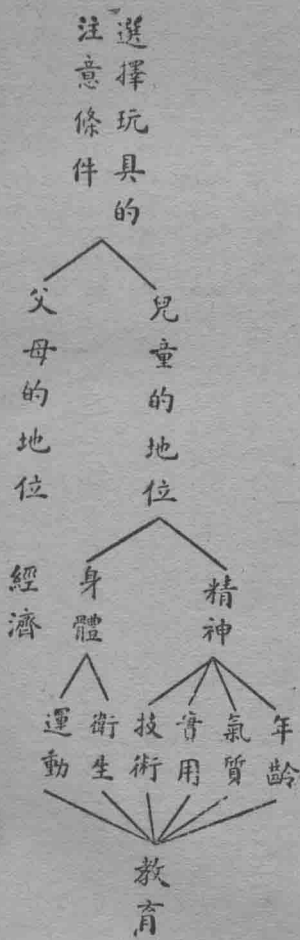 選擇玩具的
注意條件
兒童的地位
父母的地位
精神
身體
經濟
年齡
氣質
實用
技術
衛生
運動
教育